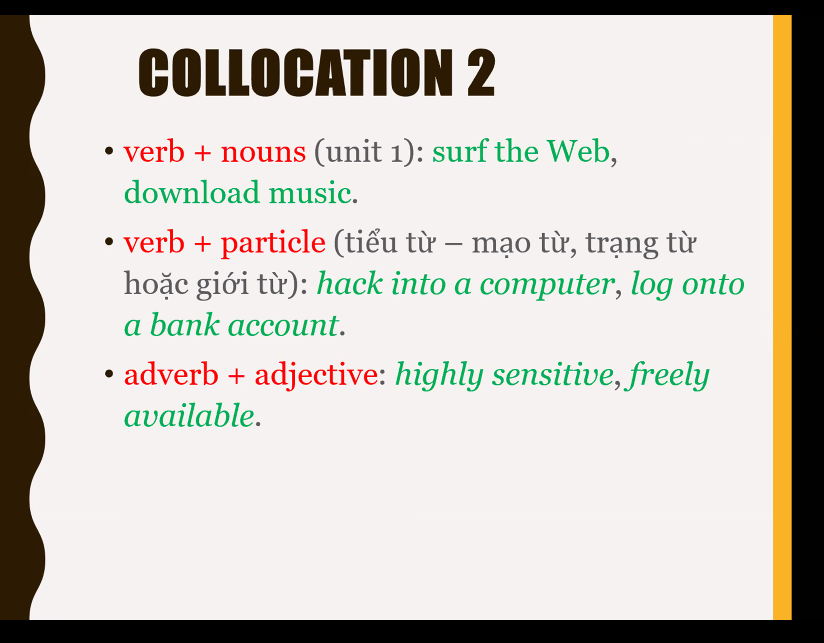 COLLOCATION 2
• verb + nouns (unit 1): surf the Web,
download music.
• verb + particle (tiểu từ – mạo từ, trạng từ
hoặc giới từ): hack into a computer, log onto
a bank account.
• adverb + adjective: highly sensitive, freely
available.